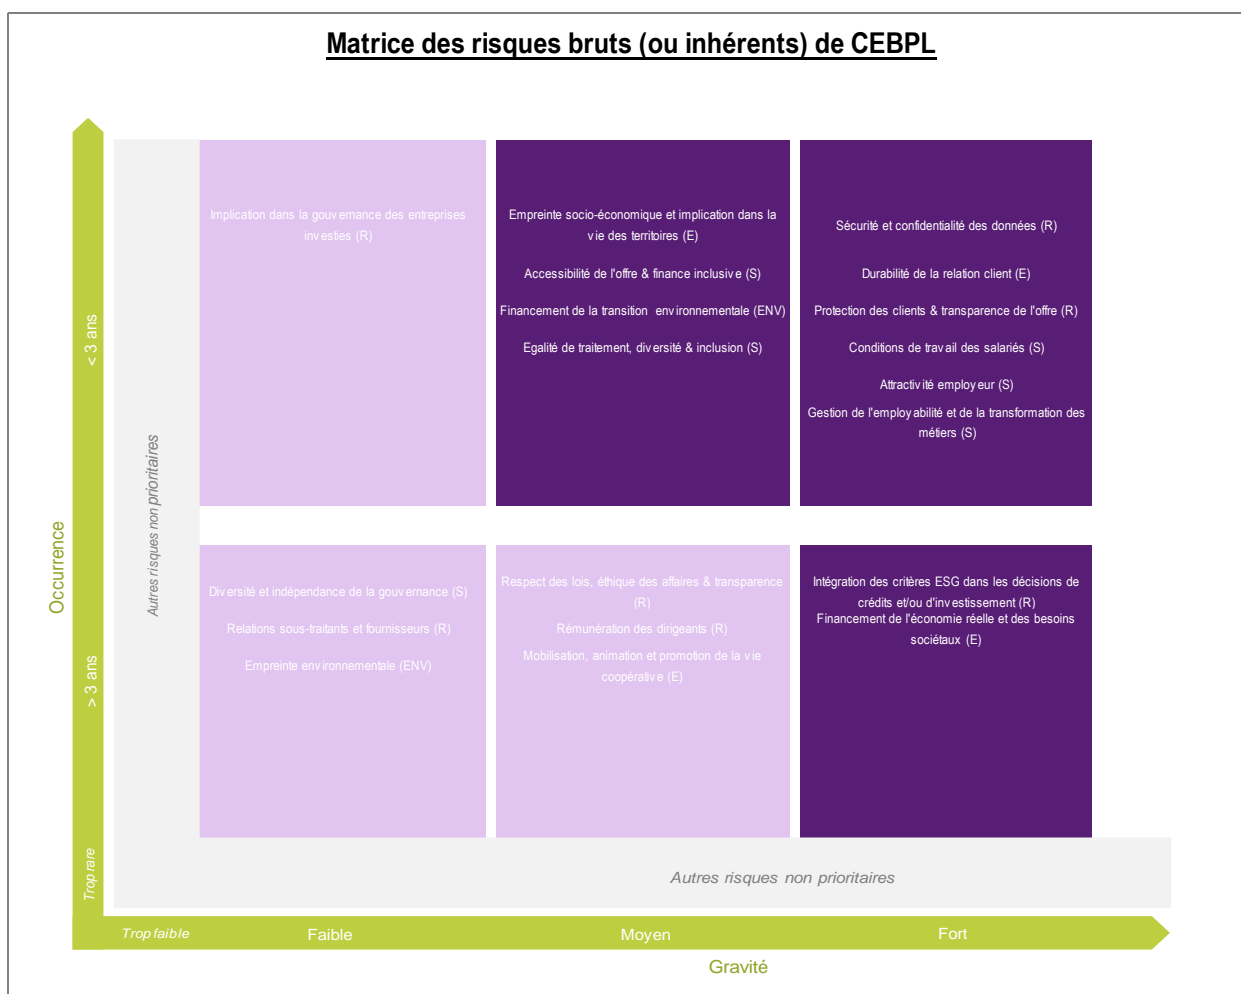 Matrice des risques bruts (ou inhérents) de CEBPL
Occurrence
< 3 ans
> 3 ans
Trop rare
Autres risques non prioritaires
Implication dans la gouvernance des entreprises
investies (R)
Empreinte socio-économique et implication dans la
vie des territoires (E)
Accessibilité de l'offre & finance inclusive (S)
Financement de la transition environnementale (ENV)
Egalité de traitement, diversité & inclusion (S)
Sécurité et confidentialité des données (R)
Durabilité de la relation client (E)
Protection des clients & transparence de l'offre (R)
Conditions de travail des salariés (S)
Attractivité employeur (S)
Gestion de l'employabilité et de la transformation des
métiers (S)
Diversité et indépendance de la gouvernance (S)
Relations sous-traitants et fournisseurs (R)
Empreinte environnementale (ENV)
Respect des lois, éthique des affaires & transparence
(R)
Rémunération des dirigeants (R)
Mobilisation, animation et promotion de la vie
coopérative (E)
Intégration des critères ESG dans les décisions de
crédits et/ou d'investissement (R)
Financement de l'économie réelle et des besoins
sociétaux (E)
Autres risques non prioritaires
Trop faible
Faible
Moyen
Fort
Gravité